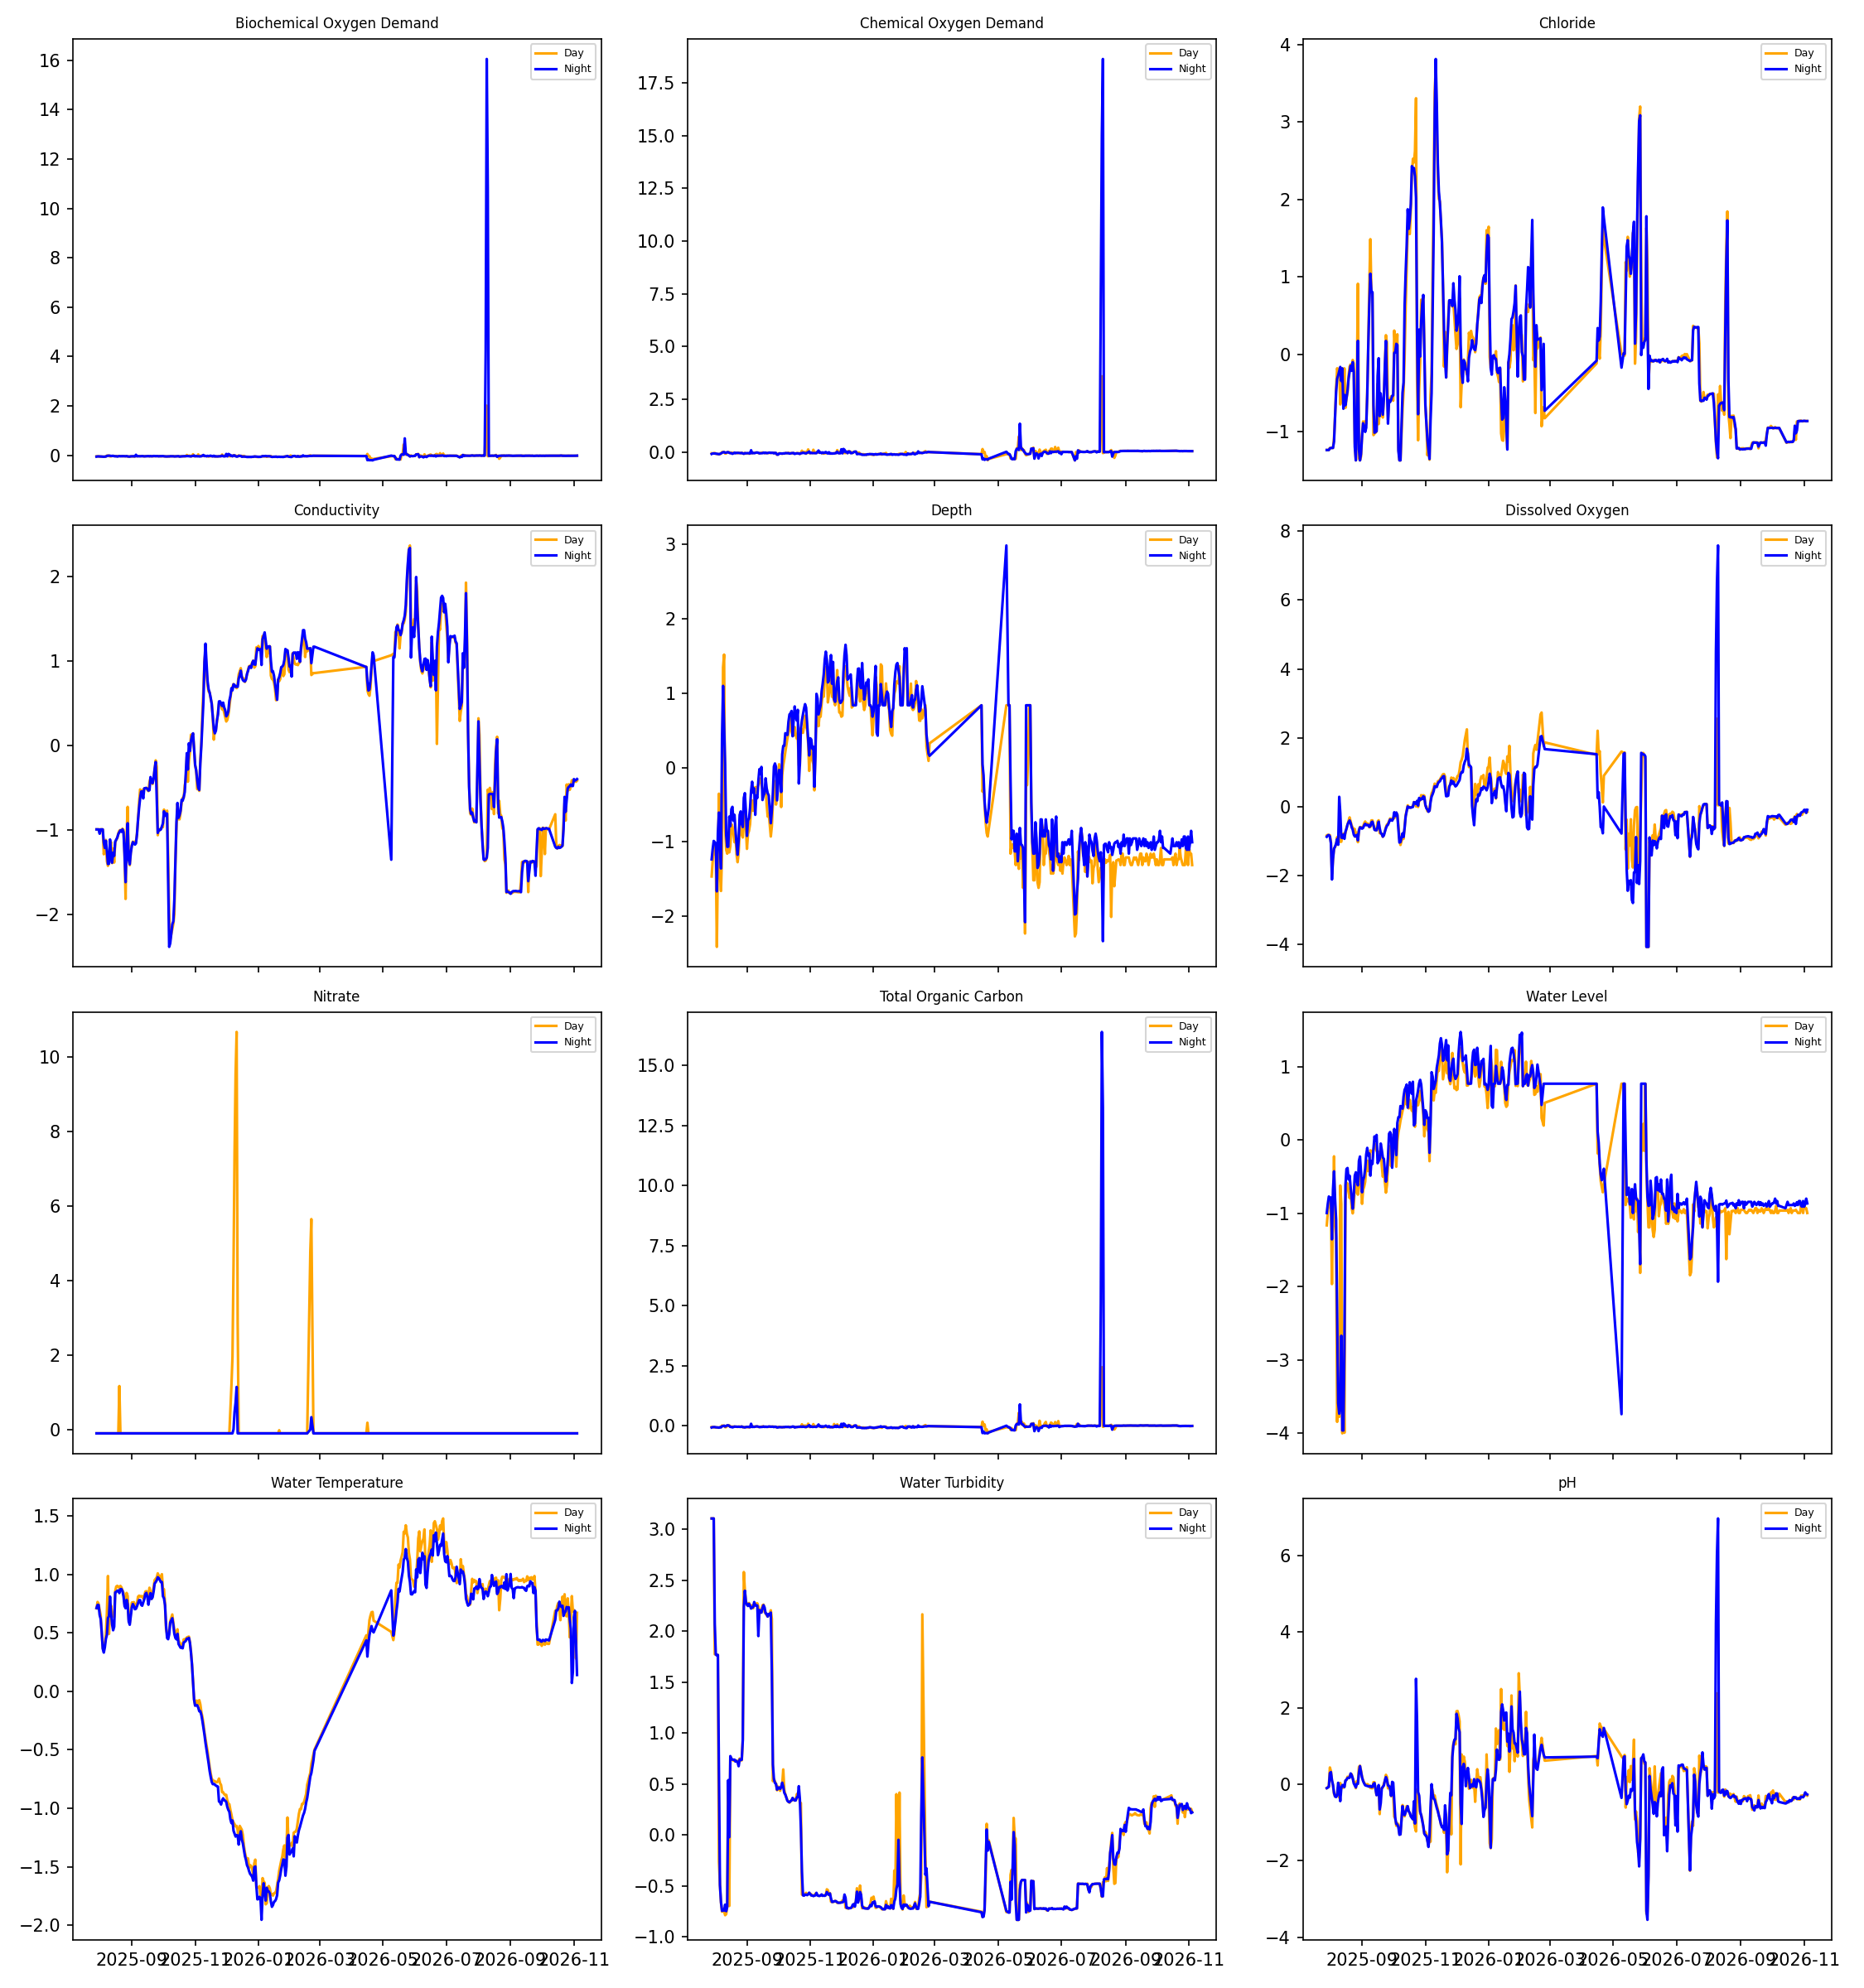 Biochemical Oxygen Demand
Day
Night
16
14
12
10
8
6
4
2
0
Chemical Oxygen Demand
Day
Night
17.5
15.0
12.5
10.0
7.5
5.0
2.5
0.0
Chloride
Day
Night
4
3
2
1
0
−1
Conductivity
Day
Night
2
1
0
−1
−2
Depth
Day
Night
3
2
1
0
−1
−2
Dissolved Oxygen
Day
Night
8
6
4
2
0
−2
−4
Nitrate
Day
Night
10
8
6
4
2
0
Total Organic Carbon
Day
Night
15.0
12.5
10.0
7.5
5.0
2.5
0.0
Water Level
Day
Night
1
0
−1
−2
−3
−4
Water Temperature
Day
Night
1.5
1.0
0.5
0.0
−0.5
−1.0
−1.5
−2.0
2025-09 2025-11 2026-01 2026-03 2026-05 2026-07 2026-09 2026-11
Water Turbidity
Day
Night
3.0
2.5
2.0
1.5
1.0
0.5
0.0
−0.5
−1.0
2025-09 2025-11 2026-01 2026-03 2026-05 2026-07 2026-09 2026-11
pH
Day
Night
6
4
2
0
−2
−4
2025-09 2025-11 2026-01 2026-03 2026-05 2026-07 2026-09 2026-11